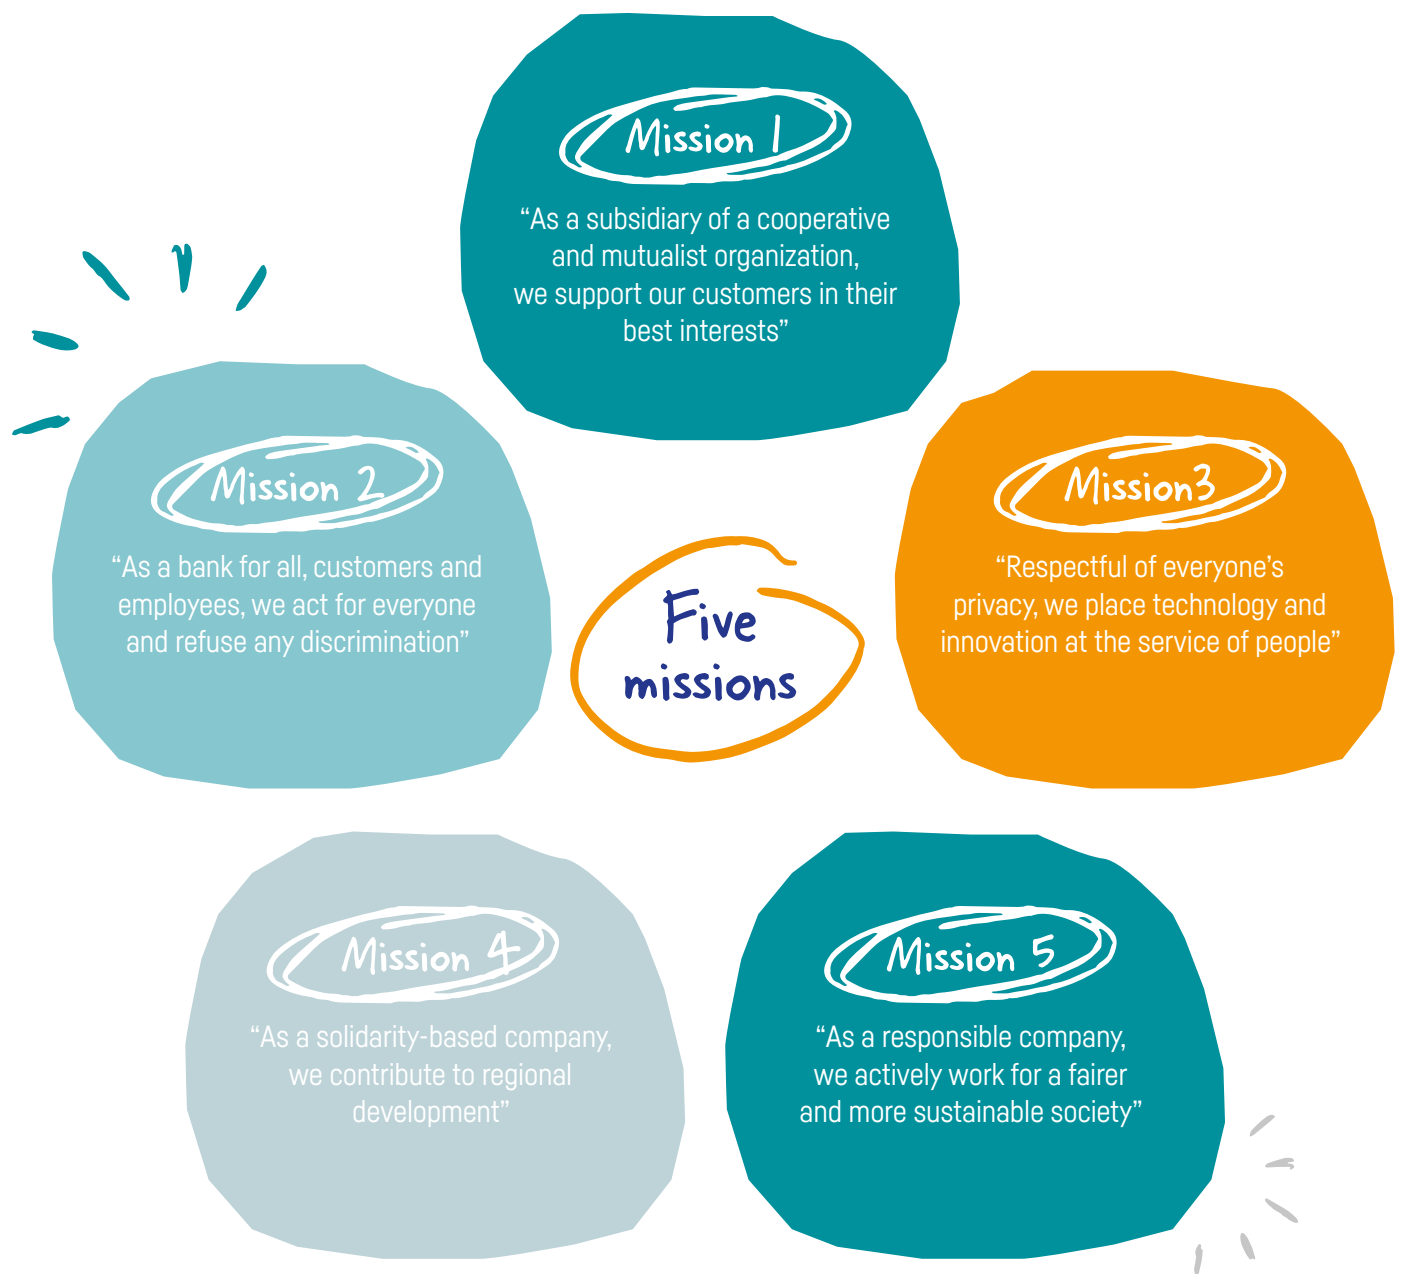 Mission 1
“As a subsidiary of a cooperative
and mutualist organization,
we support our customers in their
best interests”
Mission 2
“As a bank for all, customers and
employees, we act for everyone
and refuse any discrimination”
Five
missions
Mission3
“Respectful of everyone’s
privacy, we place technology and
innovation at the service of people”
Mission 4
“As a solidarity-based company,
we contribute to regional
development”
Mission 5
“As a responsible company,
we actively work for a fairer
and more sustainable society”